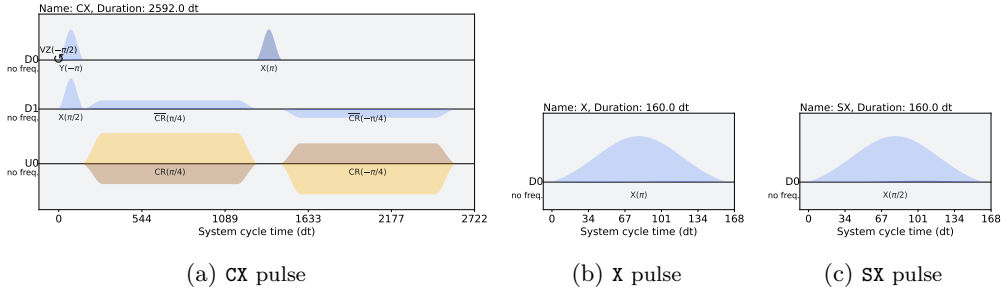 Name: CX, Duration: 2592.0 dt
VZ(−π/2)
D0
no freq.
Y(−π)
X(π)
D1
no freq.
X(π/2)
CR(π/4)
CR(−π/4)
U0
no freq.
CR(π/4)
CR(−π/4)
0 544 1089 1633 2177 2722
System cycle time (dt)
(a) CX pulse
Name: X, Duration: 160.0 dt
D0
no freq.
X(π)
0 34 67 101 134 168
System cycle time (dt)
(b) X pulse
Name: SX, Duration: 160.0 dt
D0
no freq.
X(π/2)
0 34 67 101 134 168
System cycle time (dt)
(c) SX pulse